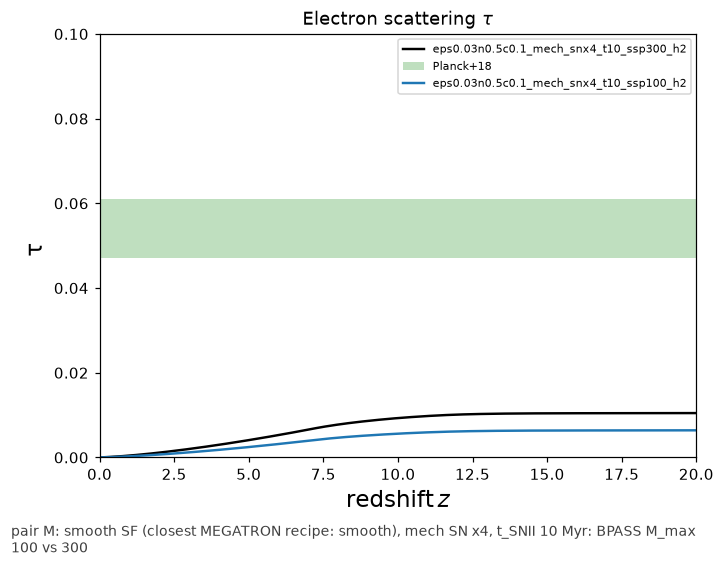 Electron scattering τ
eps0.03n0.5c0.1_mech_snx4_t10_ssp300_h2
Planck+18
eps0.03n0.5c0.1_mech_snx4_t10_ssp100_h2
0.10
0.08
0.06
0.04
0.02
0.00
τ
0.0 2.5 5.0 7.5 10.0 12.5 15.0 17.5 20.0
redshift z
pair M: smooth SF (closest MEGATRON recipe: smooth), mech SN x4, t_SNII 10 Myr: BPASS M_max
100 vs 300